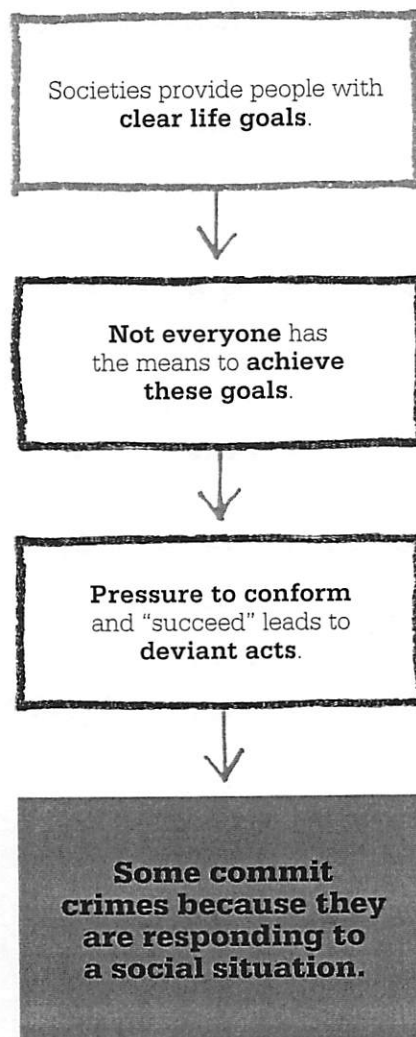 Societies provide people with
clear life goals.
Not everyone has
the means to achieve
these goals.
Pressure to conform
and “succeed” leads to
deviant acts.
Some commit
crimes because they
are responding to
a social situation.